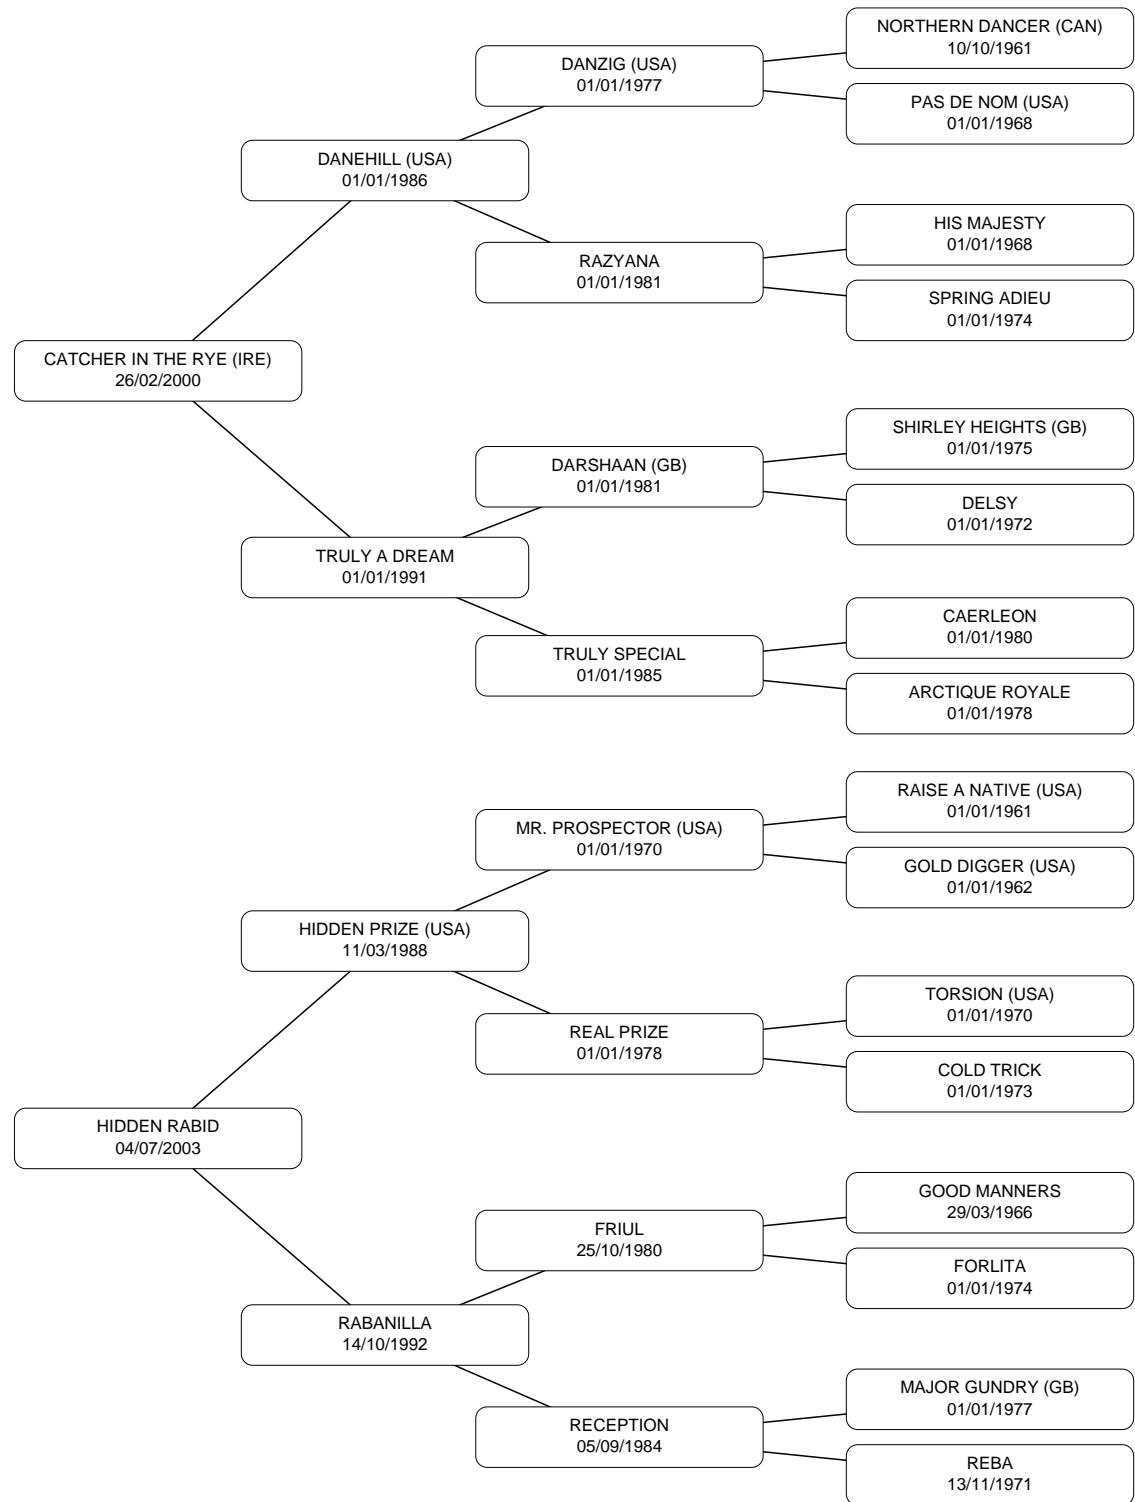 NORTHERN DANCER (CAN)
10/10/1961
DANZIG (USA)
01/01/1977
PAS DE NOM (USA)
01/01/1968
DANEHILL (USA)
01/01/1986
HIS MAJESTY
01/01/1968
RAZYANA
01/01/1981
SPRING ADIEU
01/01/1974
CATCHER IN THE RYE (IRE)
26/02/2000
SHIRLEY HEIGHTS (GB)
01/01/1975
DARSHAAN (GB)
01/01/1981
DELSY
01/01/1972
TRULY A DREAM
01/01/1991
CAERLEON
01/01/1980
TRULY SPECIAL
01/01/1985
ARCTIQUE ROYALE
01/01/1978
RAISE A NATIVE (USA)
01/01/1961
MR. PROSPECTOR (USA)
01/01/1970
GOLD DIGGER (USA)
01/01/1962
HIDDEN PRIZE (USA)
11/03/1988
TORSION (USA)
01/01/1970
REAL PRIZE
01/01/1978
COLD TRICK
01/01/1973
HIDDEN RABID
04/07/2003
GOOD MANNERS
29/03/1966
FRIUL
25/10/1980
FORLITA
01/01/1974
RABANILLA
14/10/1992
MAJOR GUNDRY (GB)
01/01/1977
RECEPTION
05/09/1984
REBA
13/11/1971